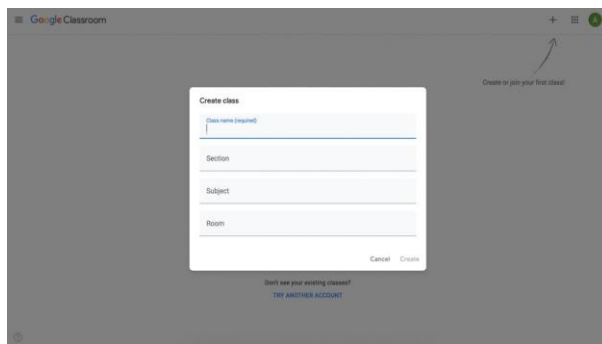 Google Classroom
A
Create or join your first class!
Create class
Class name (required)
Section
Subject
Room
Cancel Create
Don't see your existing classes?
TRY ANOTHER ACCOUNT